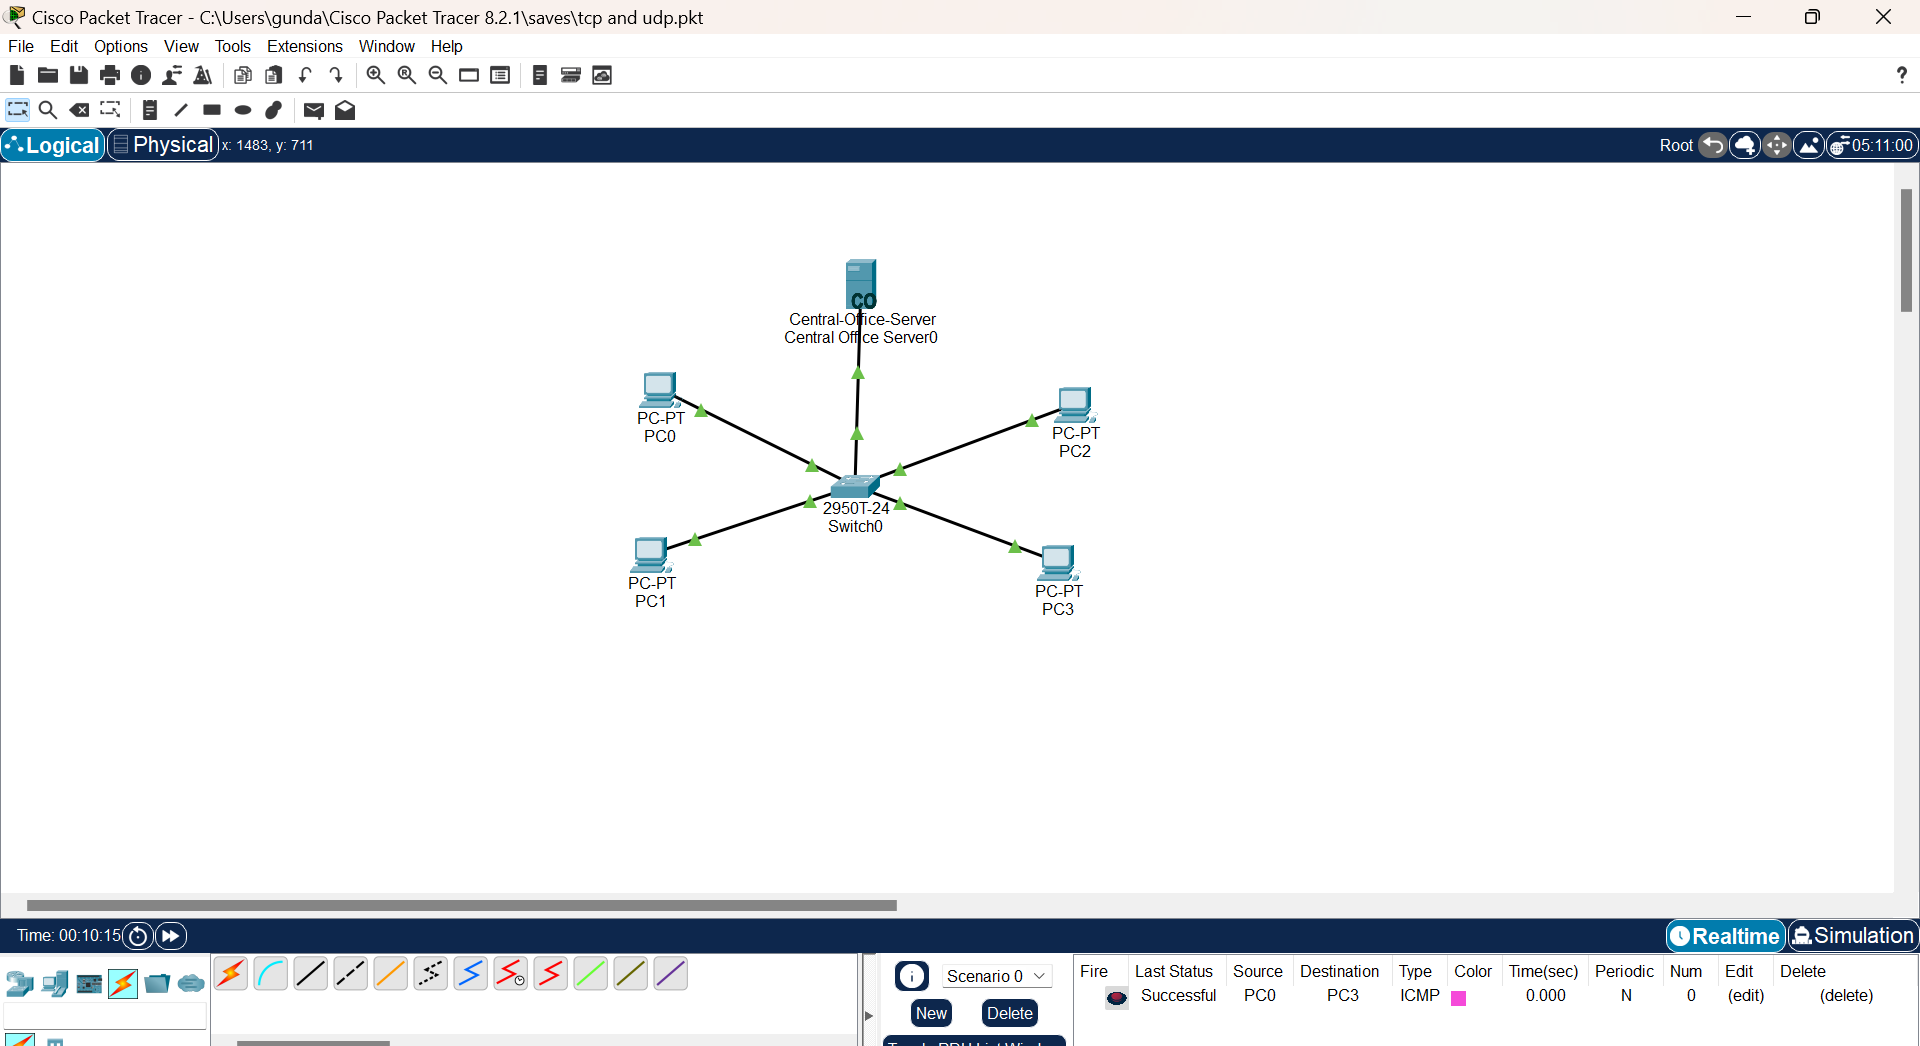 Cisco Packet Tracer - C:\Users\gunda\Cisco Packet Tracer 8.2.1\saves\tcp and udp.pkt
File Edit Options View Tools Extensions Window Help
?
Logical Physical x: 1483, y: 711 Root 05:11:00
CO
Central-Office-Server
Central Office Server0
PC-PT
PC0
PC-PT
PC2
2950T-24
Switch0
PC-PT
PC1
PC-PT
PC3
Time: 00:10:15 Realtime Simulation
Scenario 0
New Delete
Fire Last Status Source Destination Type Color Time(sec) Periodic Num Edit Delete
Successful PC0 PC3 ICMP 0.000 N 0 (edit) (delete)